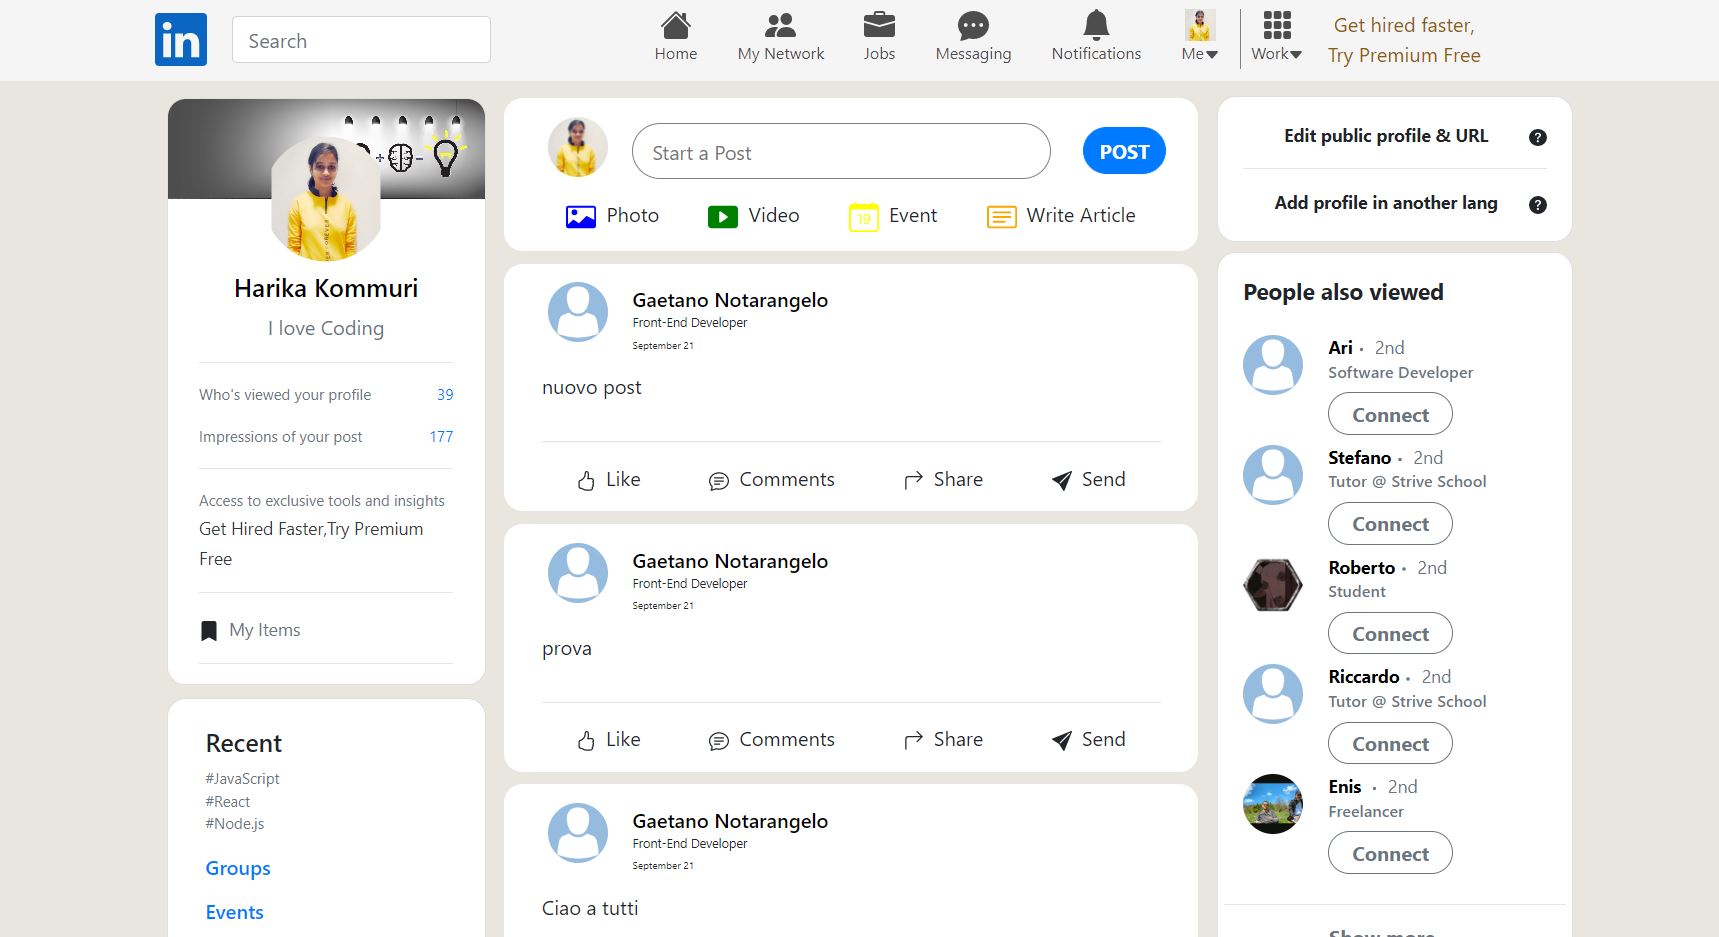 in
Search
Home
My Network
Jobs
Messaging
Notifications
Me
Work
Get hired faster,
Try Premium Free
Harika Kommuri
I love Coding
Who's viewed your profile 39
Impressions of your post 177
Access to exclusive tools and insights
Get Hired Faster,Try Premium
Free
My Items
Recent
#JavaScript
#React
#Node.js
Groups
Events
Start a Post
POST
Photo
Video
19
Event
Write Article
Gaetano Notarangelo
Front-End Developer
September 21
nuovo post
Like
Comments
Share
Send
Gaetano Notarangelo
Front-End Developer
September 21
prova
Like
Comments
Share
Send
Gaetano Notarangelo
Front-End Developer
September 21
Ciao a tutti
Edit public profile & URL
Add profile in another lang
People also viewed
Ari • 2nd
Software Developer
Connect
Stefano • 2nd
Tutor @ Strive School
Connect
Roberto • 2nd
Student
Connect
Riccardo • 2nd
Tutor @ Strive School
Connect
Enis • 2nd
Freelancer
Connect
Show more